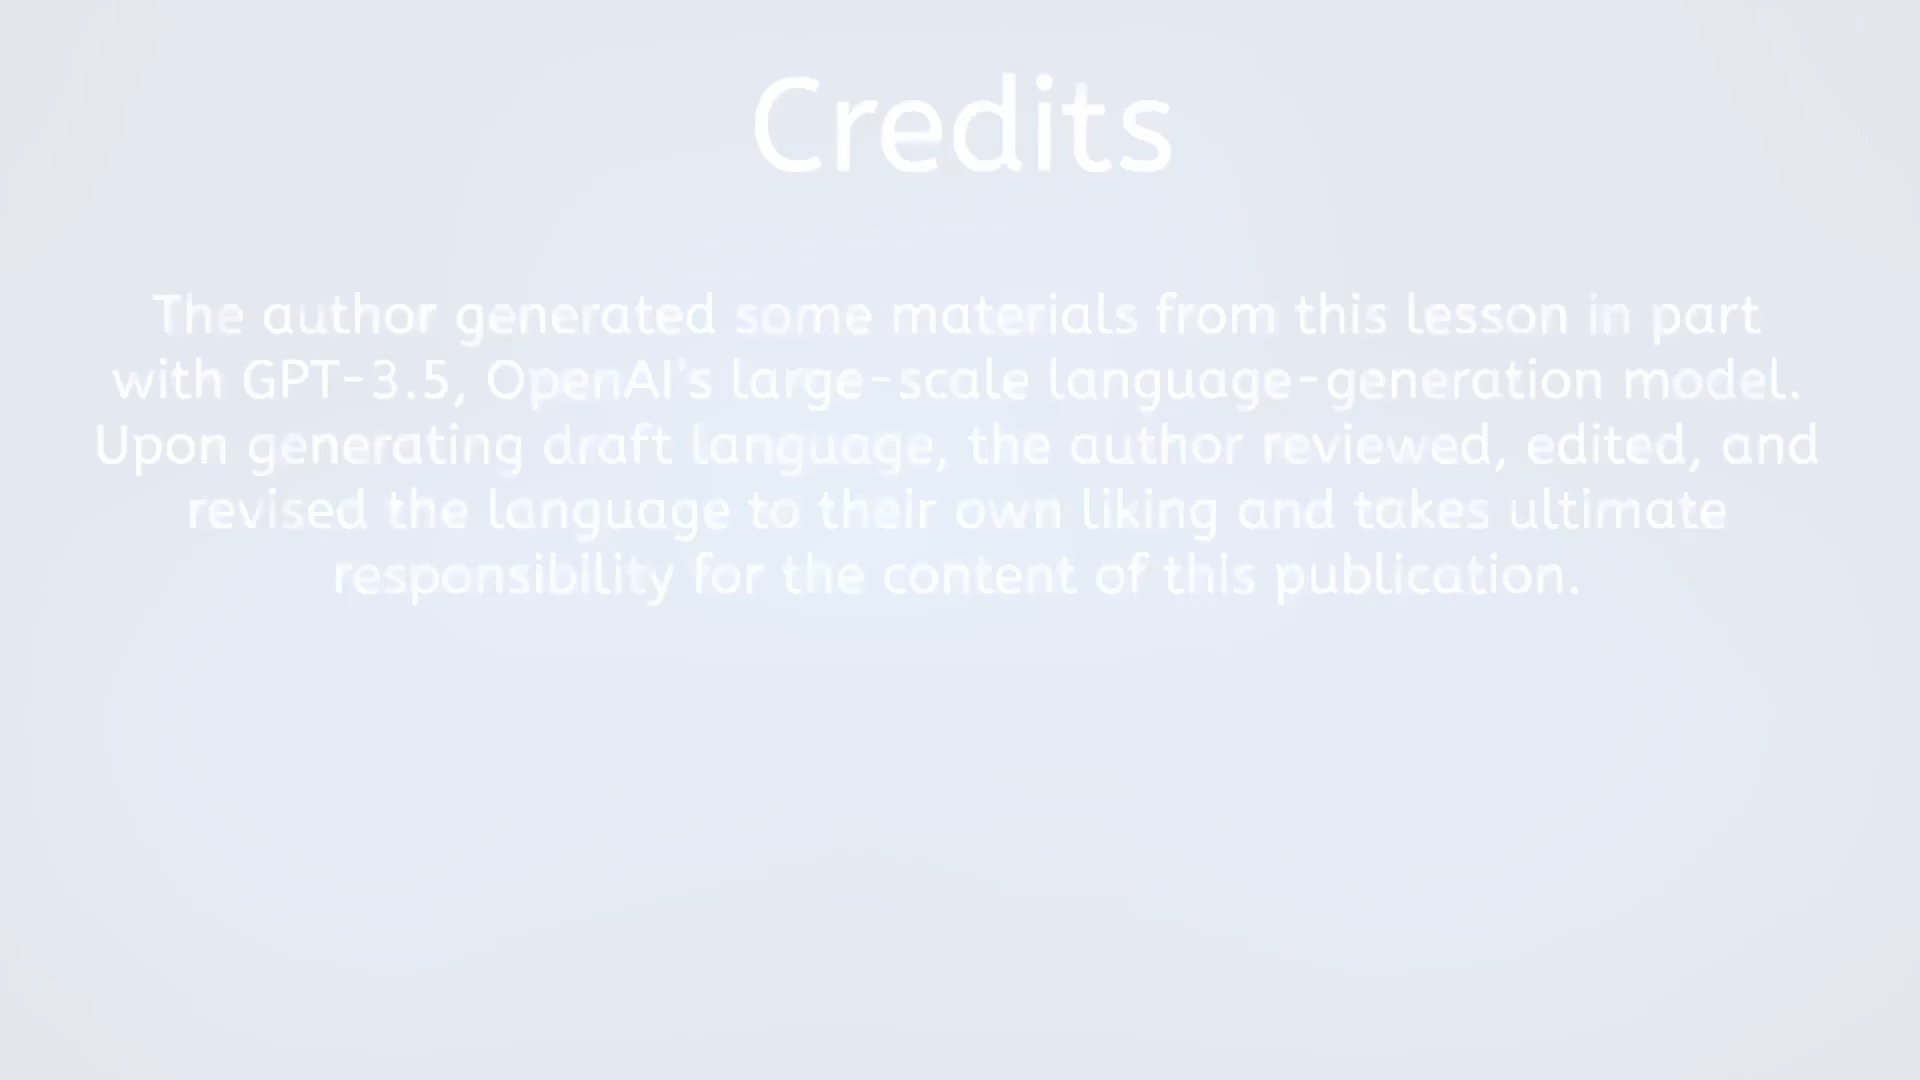 Credits
The author generated some materials from this lesson in part
with GPT-3.5, OpenAI's large-scale language-generation model.
Upon generating draft language, the author reviewed, edited, and
revised the language to their own liking and takes ultimate
responsibility for the content of this publication.